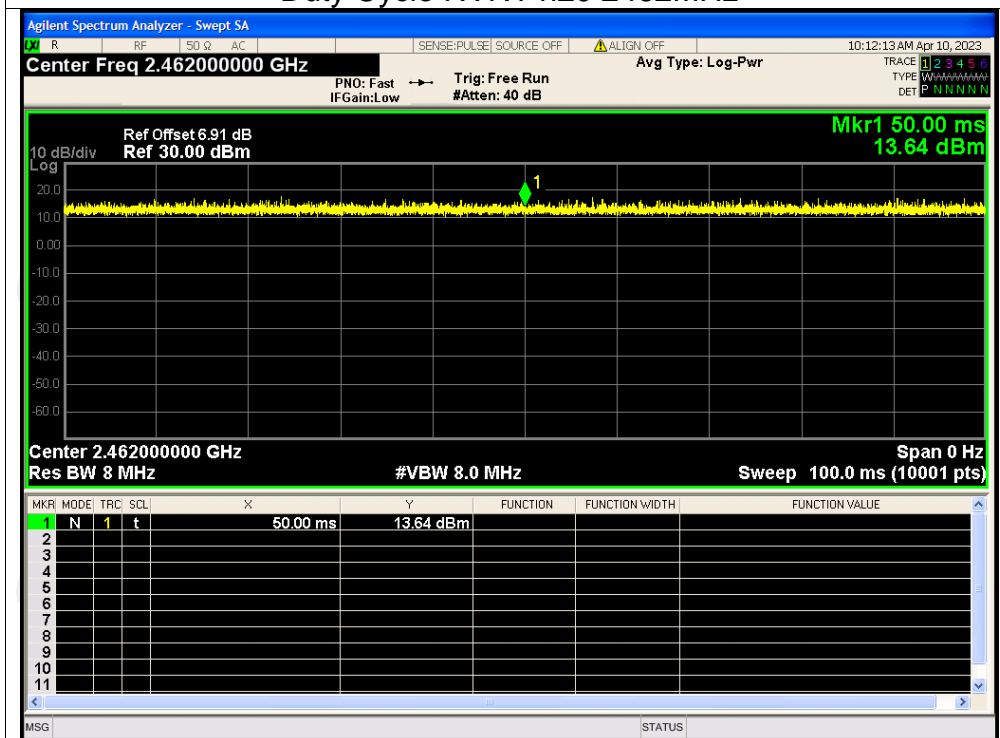 Agilent Spectrum Analyzer - Swept SA
LXI R RF 50 Ω AC SENSE:PULSE SOURCE OFF ALIGN OFF 10:12:13 AM Apr 10, 2023
Center Freq 2.462000000 GHz Avg Type: Log-Pwr TRACE 1 2 3 4 5 6
PNO: Fast Trig: Free Run TYPE WWWWWW
IFGain:Low #Atten: 40 dB DET P N N N N N
Mkr1 50.00 ms
Ref Offset 6.91 dB
10 dB/div Ref 30.00 dBm 13.64 dBm
Log
1
20.0
10.0
0.00
-10.0
-20.0
-30.0
-40.0
-50.0
-60.0
Center 2.462000000 GHz Span 0 Hz
Res BW 8 MHz #VBW 8.0 MHz Sweep 100.0 ms (10001 pts)
MKR MODE TRC SCL X Y FUNCTION FUNCTION WIDTH FUNCTION VALUE
1 N 1 t 50.00 ms 13.64 dBm
2
3
4
5
6
7
8
9
10
11
MSG STATUS